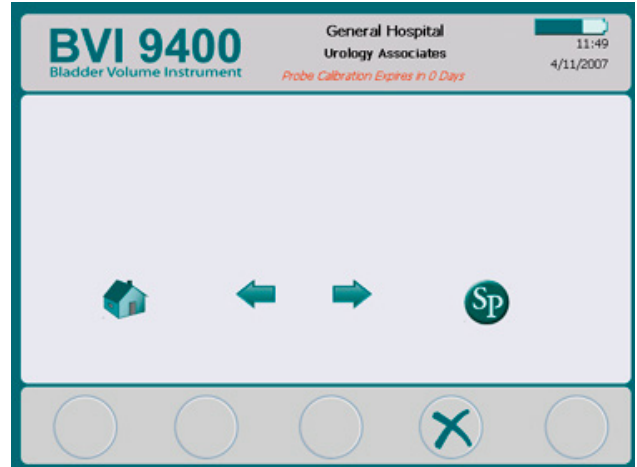 BVI 9400
Bladder Volume Instrument
General Hospital
Urology Associates
Probe Calibration Expires in 0 Days
11:49
4/11/2007
SP